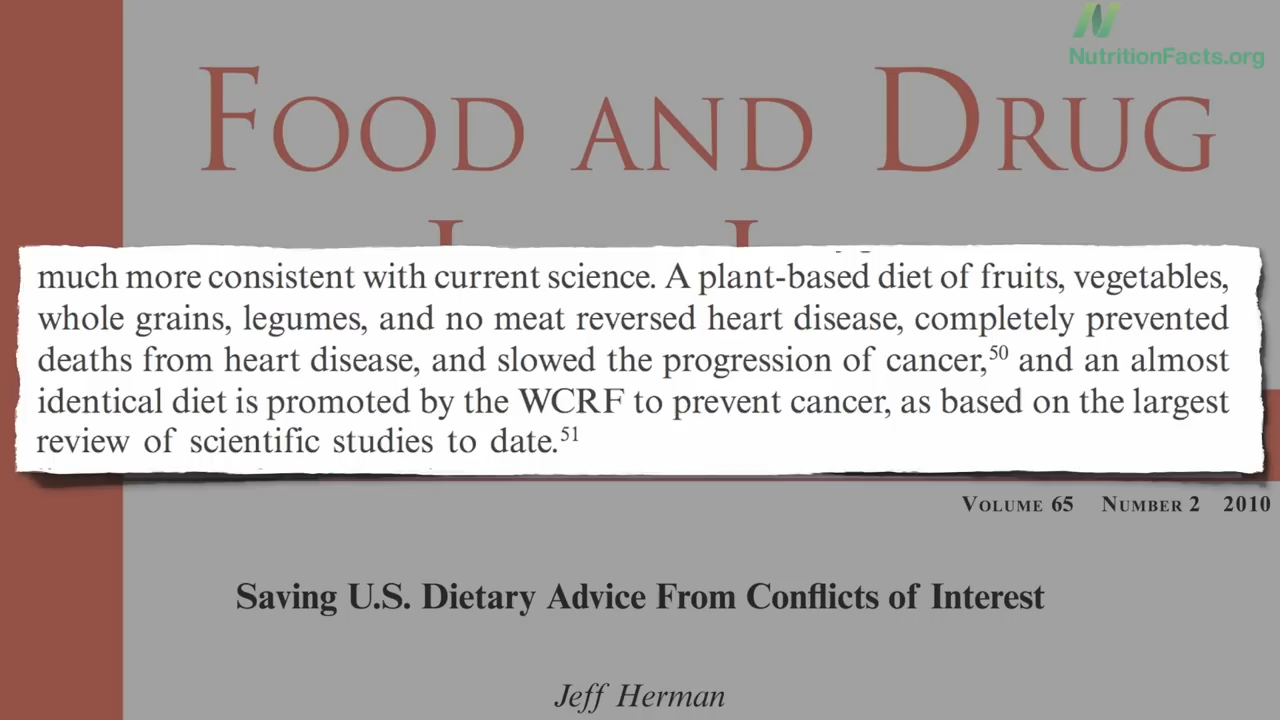 NutritionFacts.org
FOOD AND DRUG
much more consistent with current science. A plant-based diet of fruits, vegetables,
whole grains, legumes, and no meat reversed heart disease, completely prevented
deaths from heart disease, and slowed the progression of cancer,⁵⁰ and an almost
identical diet is promoted by the WCRF to prevent cancer, as based on the largest
review of scientific studies to date.⁵¹
VOLUME 65 NUMBER 2 2010
Saving U.S. Dietary Advice From Conflicts of Interest
Jeff Herman